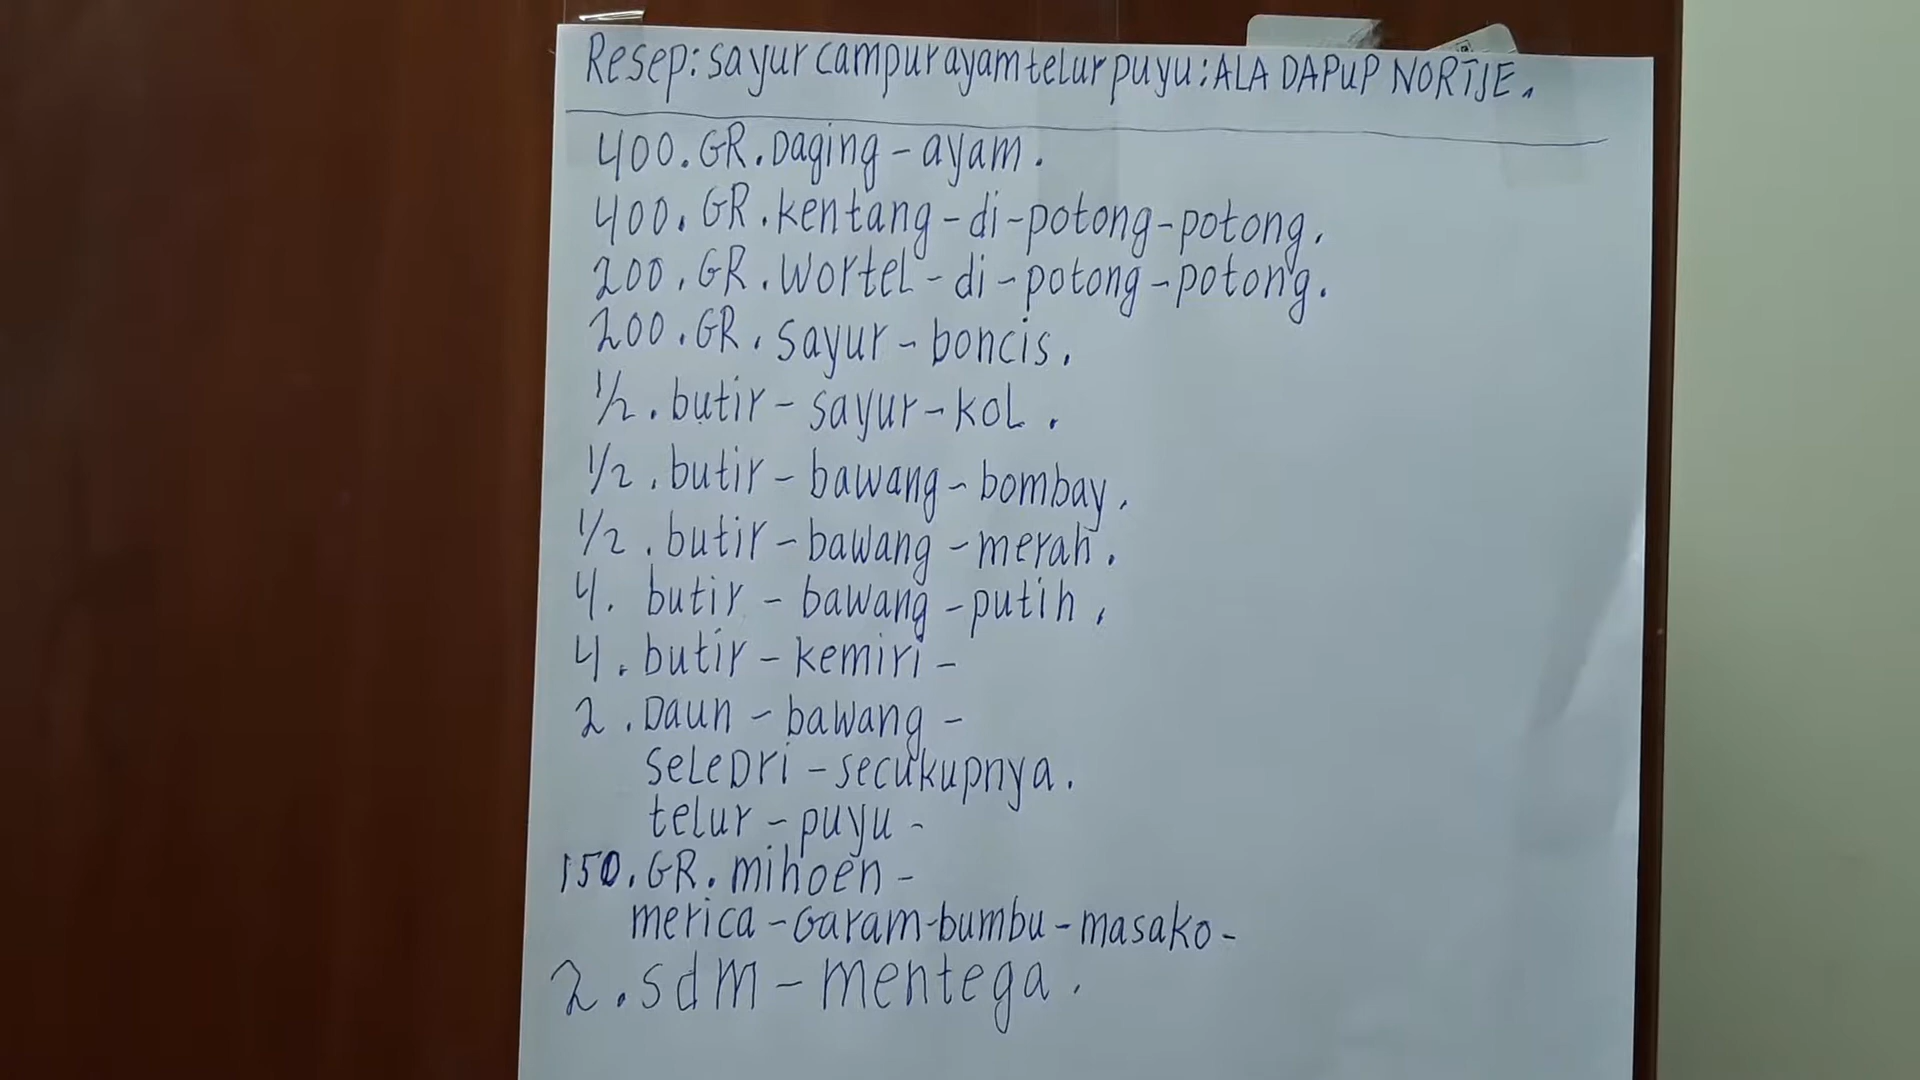 Resep: sayur campur ayam telur puyu: ALA DAPUP NORTJE.
400. GR. Daging - ayam.
400. GR. kentang - di - potong - potong.
200. GR. Wortel - di - potong - potong.
200. GR. sayur - boncis.
1/2. butir - sayur - koL.
1/2. butir - bawang - bombay.
1/2. butir - bawang - merah.
4. butir - bawang - putih,
4. butir - kemiri -
2. Daun - bawang -
seLeDri - secukupnya.
telur - puyu -
150. GR. mihoen -
merica - Garam - bumbu - masako -
2. sdm - mentega.